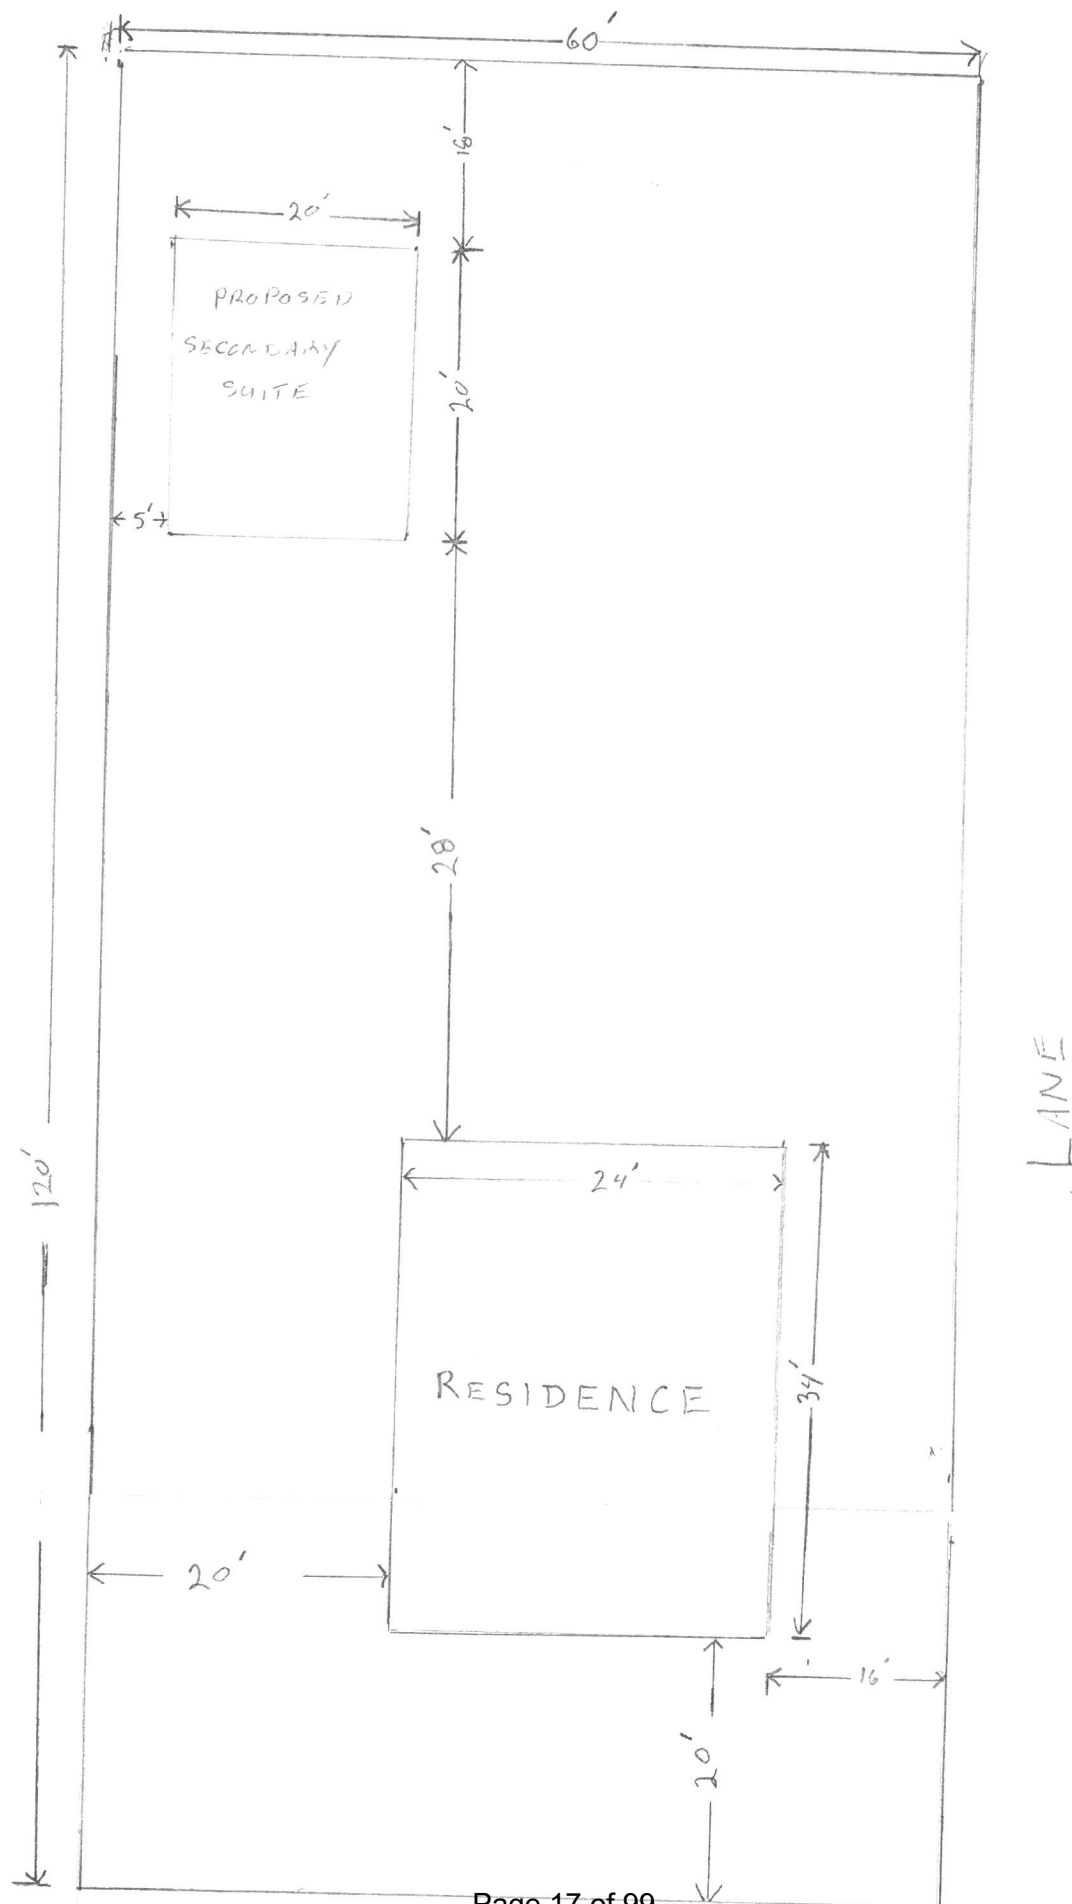 60'
18'
20'
PROPOSED
SECONDARY
SUITE
20'
5'
28'
LANE
120'
24'
RESIDENCE
34'
20'
16'
20'
Page 17 of 99